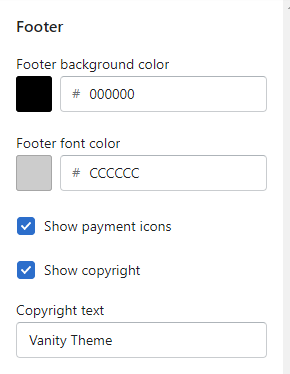 Footer
Footer background color
# 000000
Footer font color
# CCCCCC
Show payment icons
Show copyright
Copyright text
Vanity Theme